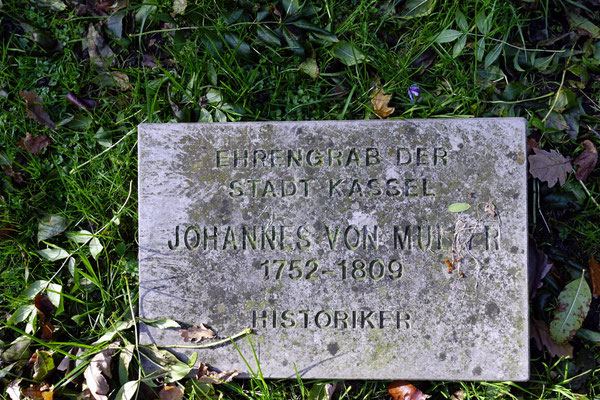 EHRENGRAB DER
STADT KASSEL
JOHANNES VON
1752-1809
HISTORIKER